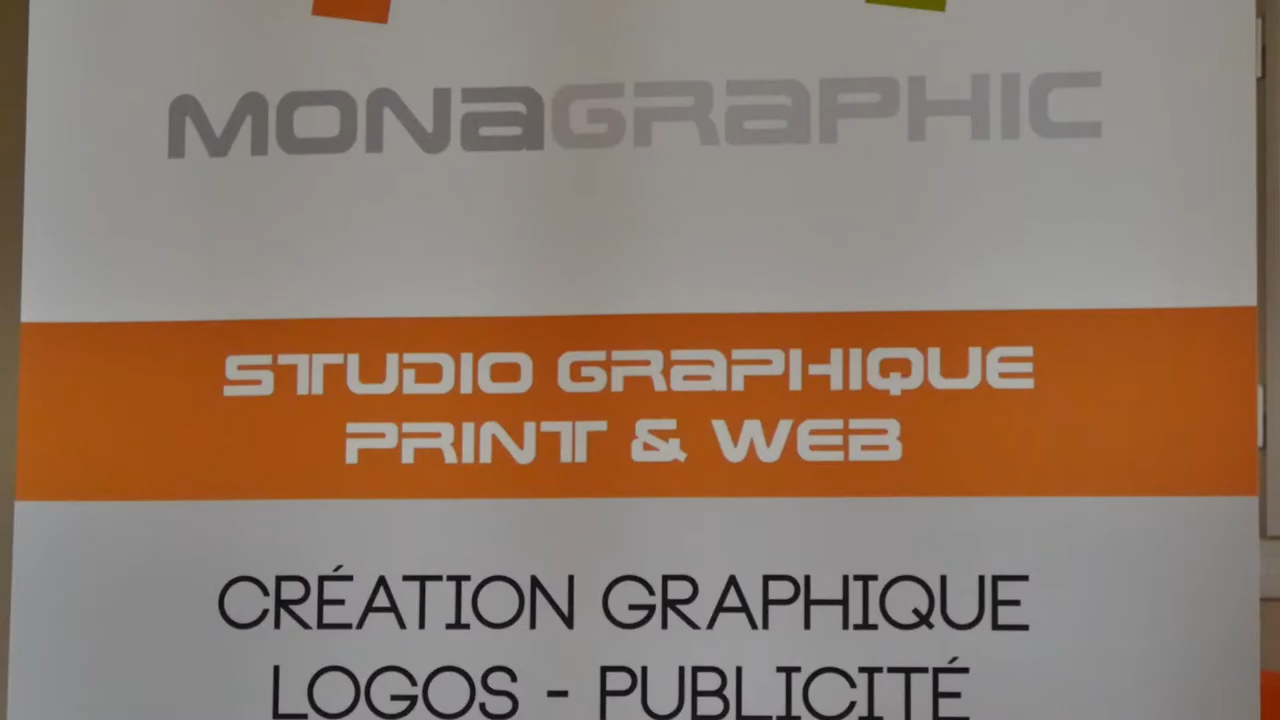 MONAGRAPHIC
STUDIO GRAPHIQUE
PRINT & WEB
CRÉATION GRAPHIQUE
LOGOS - PUBLICITÉ